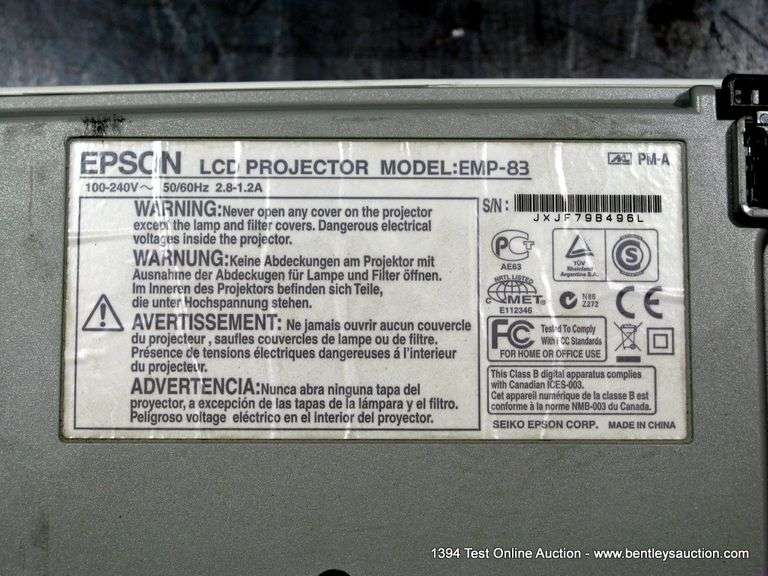 EPSON LCD PROJECTOR MODEL:EMP-83
PM-A
100-240V~ 50/60Hz 2.8-1.2A
WARNING:Never open any cover on the projector
except the lamp and filter covers. Dangerous electrical
voltages inside the projector.
WARNUNG:Keine Abdeckungen am Projektor mit
Ausnahme der Abdeckungen für Lampe und Filter öffnen.
Im Inneren des Projektors befinden sich Teile,
die unter Hochspannung stehen.
AVERTISSEMENT: Ne jamais ouvrir aucun couvercle
du projecteur , saufles couvercles de lampe ou de filtre.
Présence de tensions électriques dangereuses á l'interieur
du projecteur.
ADVERTENCIA:Nunca abra ninguna tapa del
proyector, a excepción de las tapas de la lámpara y el filtro.
Peligroso voltage eléctrico en el interior del proyector.
S/N:
JXJF79B496L
PCT
AE63
TÜV
Rheinland
Argentina S.A.
S
NRTL LISTED
MET
E112346
N85
Z272
CE
FC Tested To Comply
With FCC Standards
FOR HOME OR OFFICE USE
This Class B digital apparatus complies
with Canadian ICES-003.
Cet appareil numérique de la classe B est
conforme à la norme NMB-003 du Canada.
SEIKO EPSON CORP. MADE IN CHINA
1394 Test Online Auction - www.bentleysauction.com